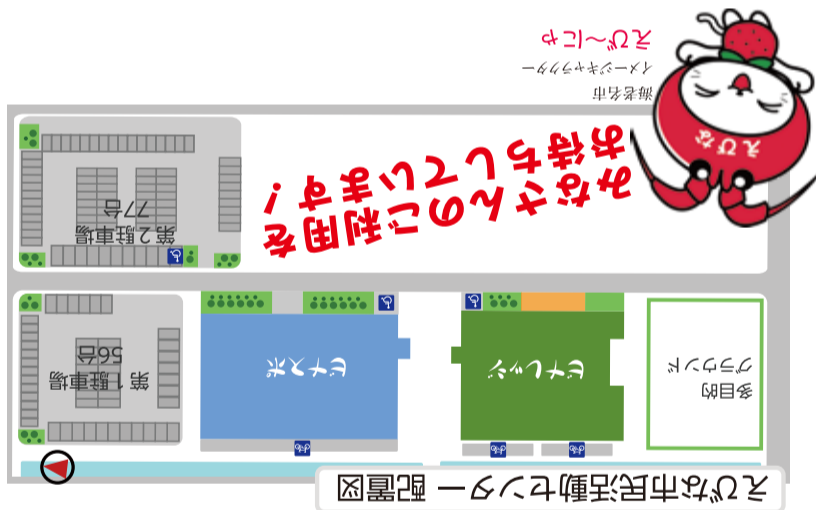 えびな市民活動センター 配置図
多目的
グラウンド
ビナレッジ
ビナスポ
第1駐車場
56台
第2駐車場
77台
みなさんのご利用を
お待ちしています！
えびな
海老名市
イメージキャラクター
えび～にゃ